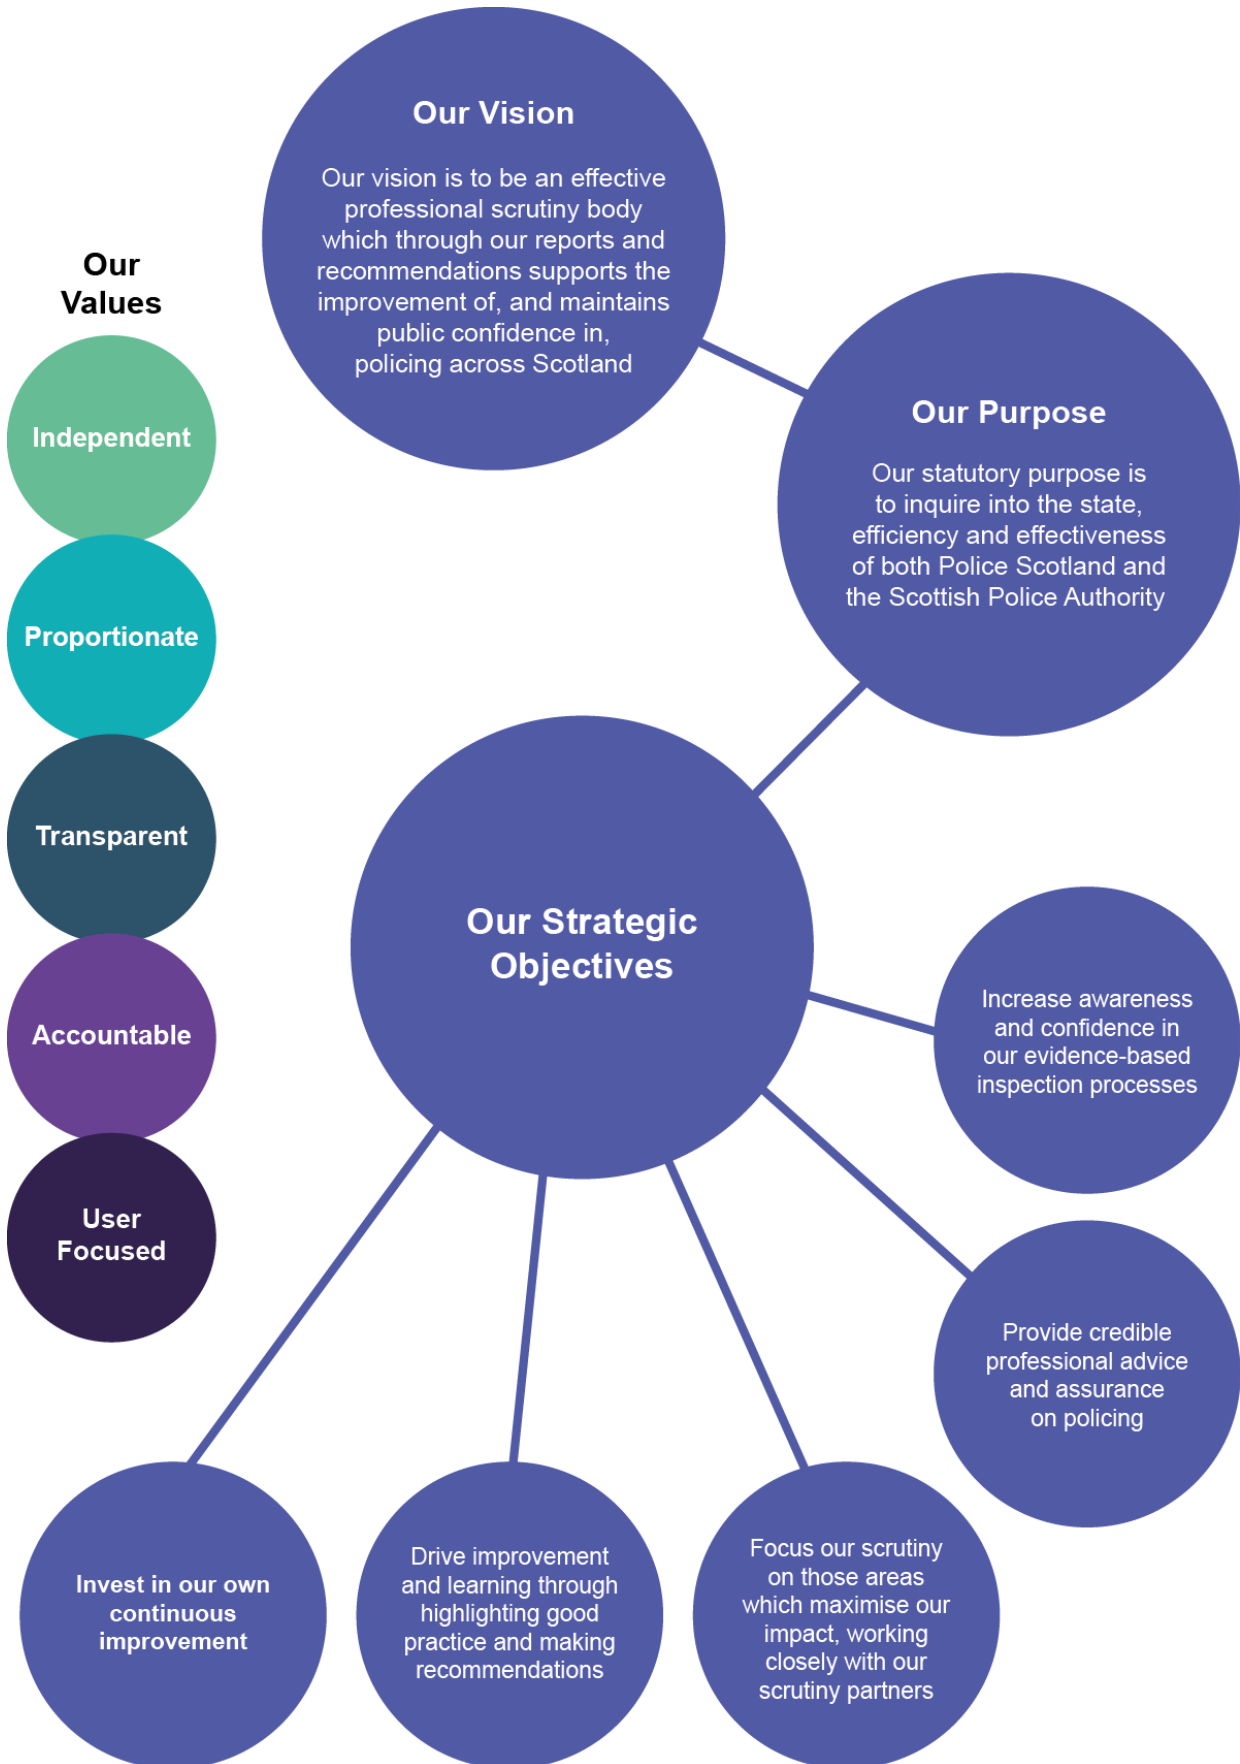 Our Vision
Our vision is to be an effective
professional scrutiny body
which through our reports and
recommendations supports the
improvement of, and maintains
public confidence in,
policing across Scotland
Our
Values
Independent
Proportionate
Transparent
Accountable
User
Focused
Our Purpose
Our statutory purpose is
to inquire into the state,
efficiency and effectiveness
of both Police Scotland and
the Scottish Police Authority
Our Strategic
Objectives
Increase awareness
and confidence in
our evidence-based
inspection processes
Provide credible
professional advice
and assurance
on policing
Focus our scrutiny
on those areas
which maximise our
impact, working
closely with our
scrutiny partners
Drive improvement
and learning through
highlighting good
practice and making
recommendations
Invest in our own
continuous
improvement